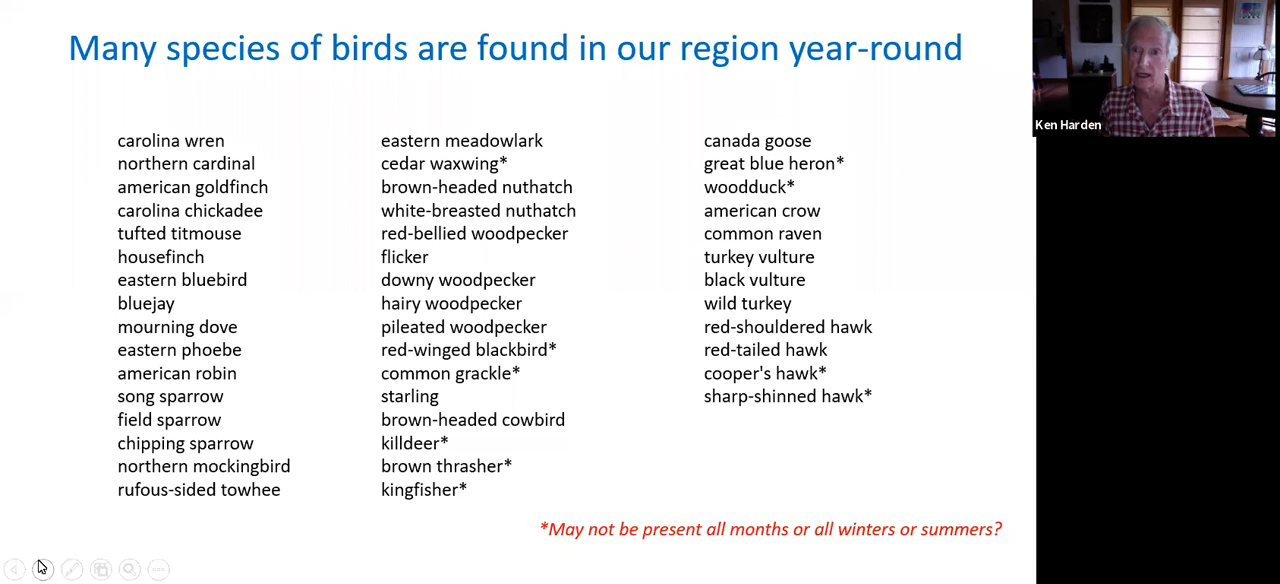 Many species of birds are found in our region year-round
Ken Harden
carolina wren
northern cardinal
american goldfinch
carolina chickadee
tufted titmouse
housefinch
eastern bluebird
bluejay
mourning dove
eastern phoebe
american robin
song sparrow
field sparrow
chipping sparrow
northern mockingbird
rufous-sided towhee
eastern meadowlark
cedar waxwing*
brown-headed nuthatch
white-breasted nuthatch
red-bellied woodpecker
flicker
downy woodpecker
hairy woodpecker
pileated woodpecker
red-winged blackbird*
common grackle*
starling
brown-headed cowbird
killdeer*
brown thrasher*
kingfisher*
canada goose
great blue heron*
woodduck*
american crow
common raven
turkey vulture
black vulture
wild turkey
red-shouldered hawk
red-tailed hawk
cooper's hawk*
sharp-shinned hawk*
*May not be present all months or all winters or summers?